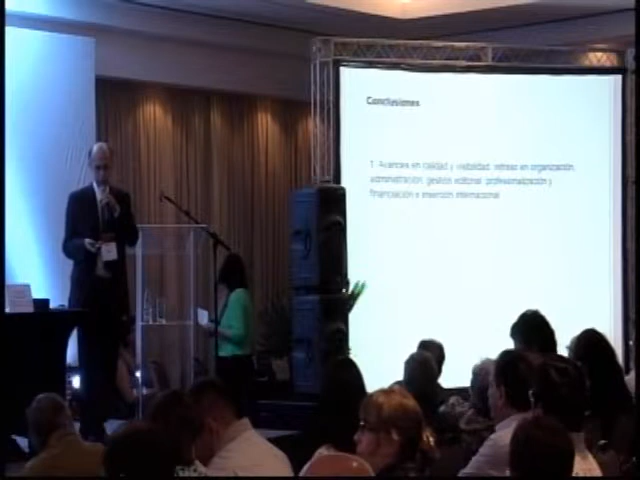 Conclusiones
1. Avances en calidad y visibilidad, retraso en organización,
administración, gestión editorial, profesionalización y
financiación e inserción internacional